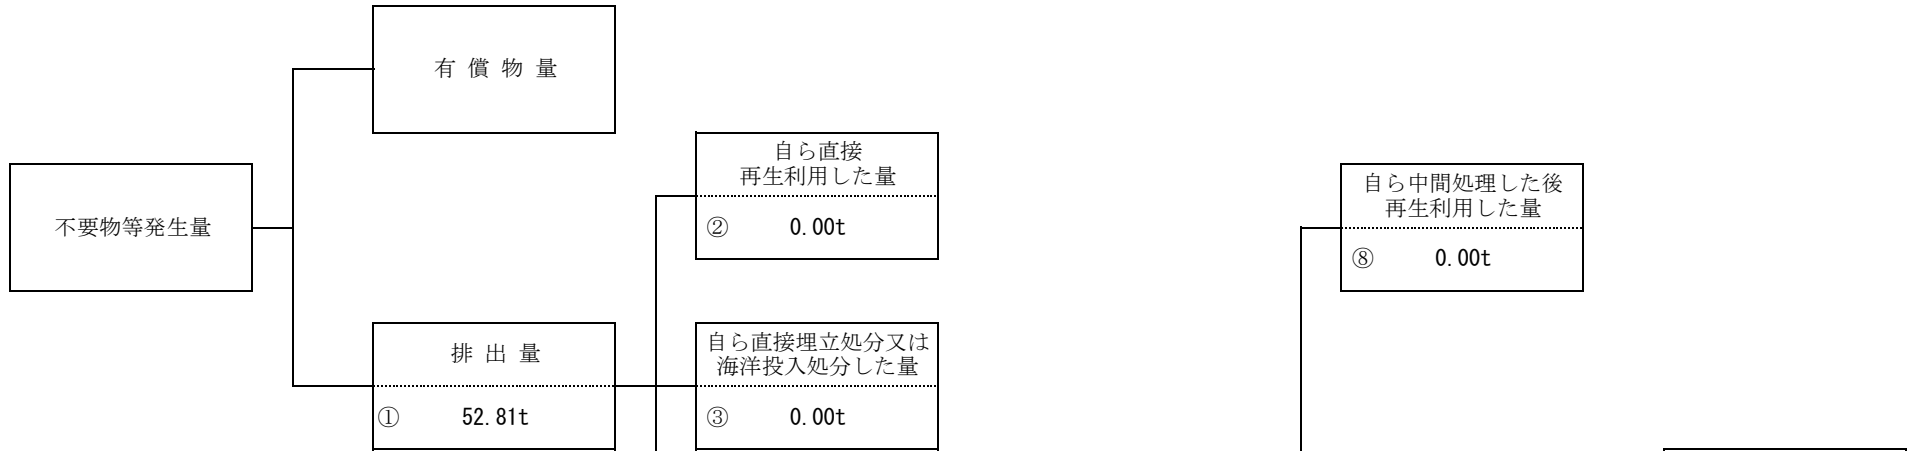 有 償 物 量
自ら直接
再生利用した量
② 0.00t
自ら中間処理した後
再生利用した量
⑧ 0.00t
不要物等発生量
排 出 量
① 52.81t
自ら直接埋立処分又は
海洋投入処分した量
③ 0.00t